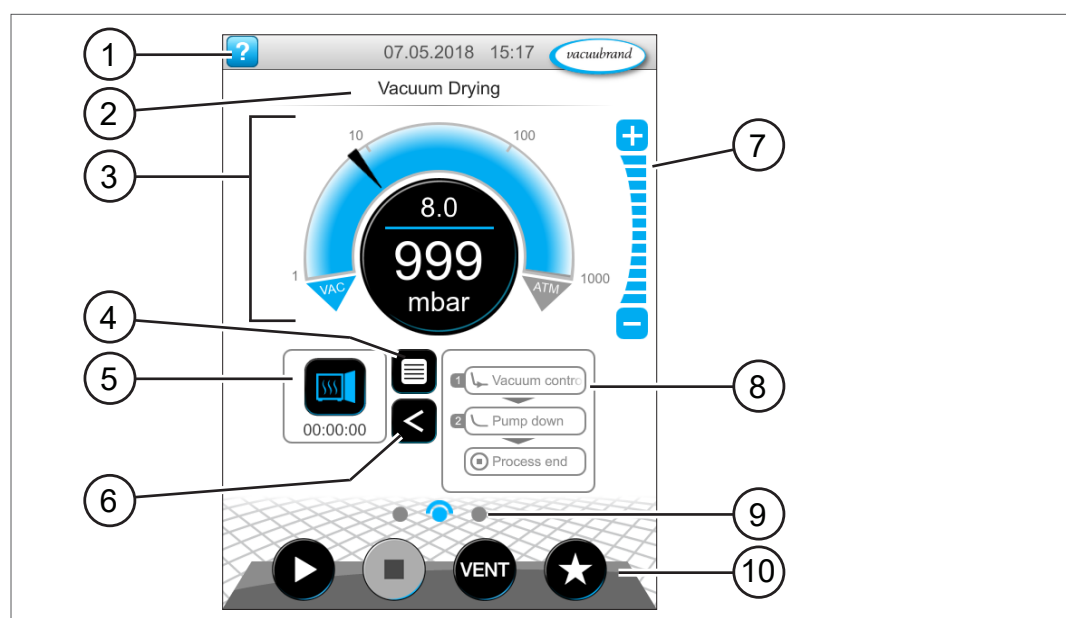 1
?
07.05.2018 15:17
vacuubrand
2
Vacuum Drying
3
10
100
+
7
8.0
999
mbar
1
1000
VAC
ATM
−
4
5
00:00:00
<
1 Vacuum contro
8
2 Pump down
Process end
6
9
VENT
10